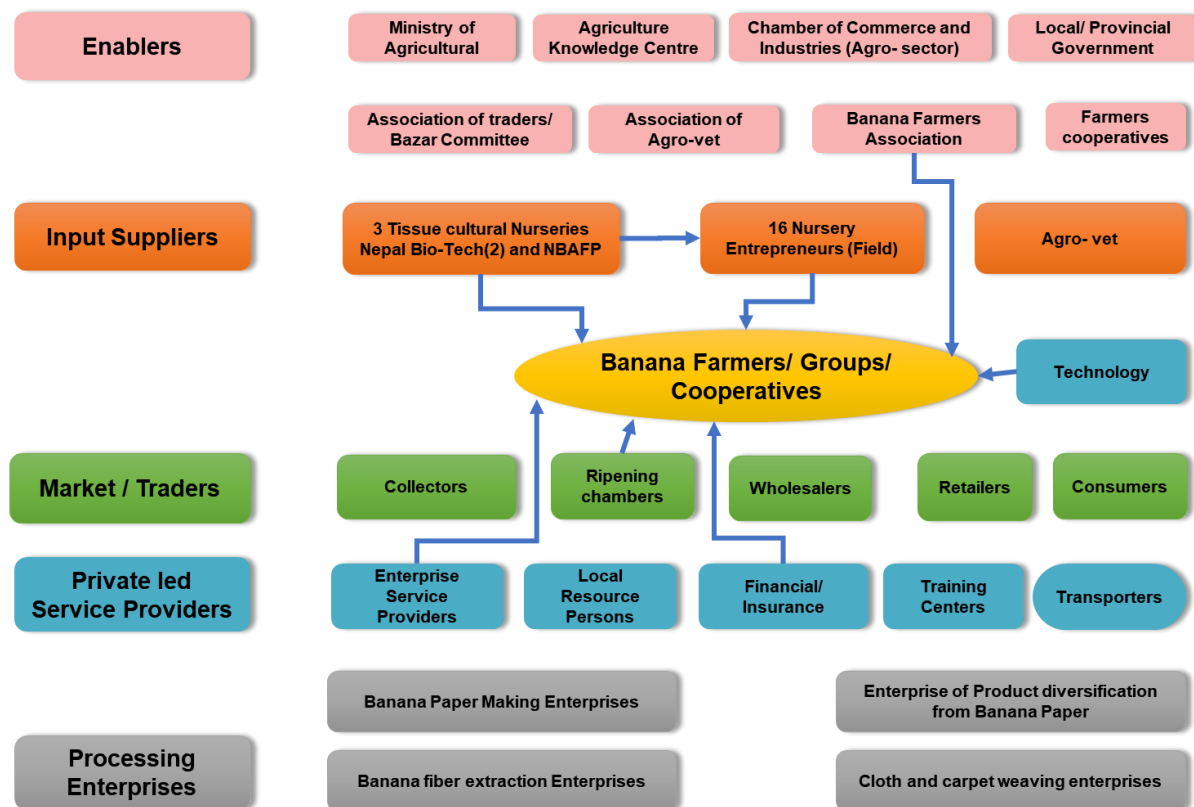 Enablers
Ministry of
Agricultural
Agriculture
Knowledge Centre
Chamber of Commerce and
Industries (Agro- sector)
Local/ Provincial
Government
Association of traders/
Bazar Committee
Association of
Agro-vet
Banana Farmers
Association
Farmers
cooperatives
Input Suppliers
3 Tissue cultural Nurseries
Nepal Bio-Tech(2) and NBAFP
16 Nursery
Entrepreneurs (Field)
Agro- vet
Banana Farmers/ Groups/
Cooperatives
Technology
Market / Traders
Collectors
Ripening
chambers
Wholesalers
Retailers
Consumers
Private led
Service Providers
Enterprise
Service
Providers
Local
Resource
Persons
Financial/
Insurance
Training
Centers
Transporters
Banana Paper Making Enterprises
Enterprise of Product diversification
from Banana Paper
Processing
Enterprises
Banana fiber extraction Enterprises
Cloth and carpet weaving enterprises